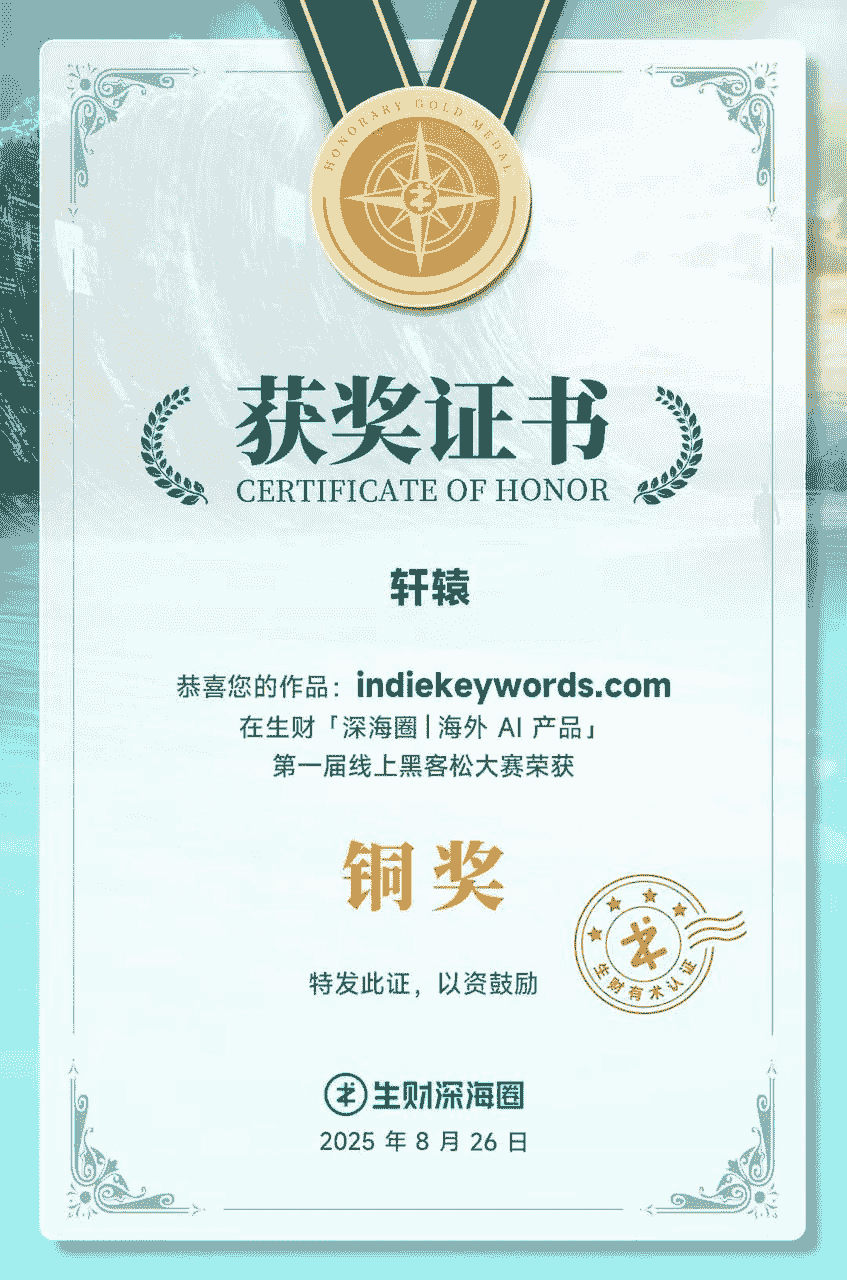 HONORARY GOLD MEDAL
获奖证书
CERTIFICATE OF HONOR
轩辕
恭喜您的作品：indiekeywords.com
在生财「深海圈 | 海外 AI 产品」
第一届线上黑客松大赛荣获
铜奖
特发此证，以资鼓励
生财有术认证
生财深海圈
2025 年 8 月 26 日